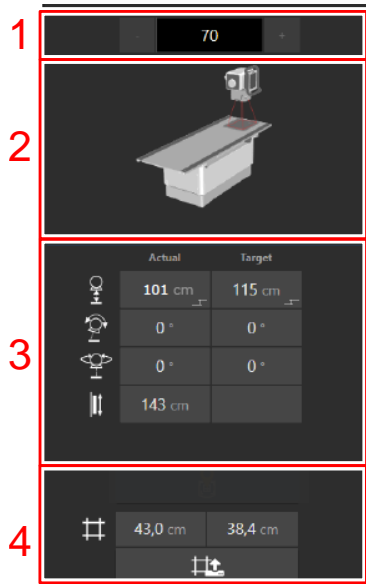 1
- 70 +
2
Actual Target
3
101 cm 115 cm
0 ° 0 °
0 ° 0 °
143 cm
4
43,0 cm 38,4 cm